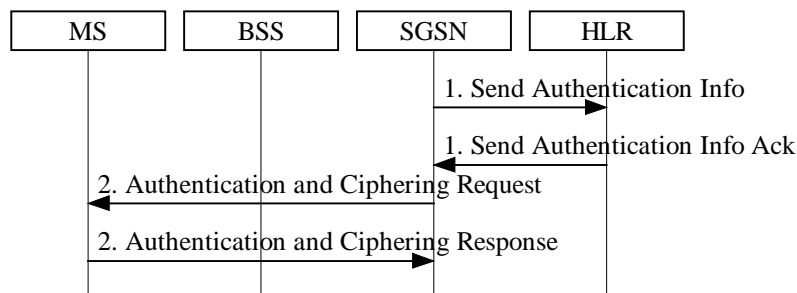 MS BSS SGSN HLR
1. Send Authentication Info
1. Send Authentication Info Ack
2. Authentication and Ciphering Request
2. Authentication and Ciphering Response